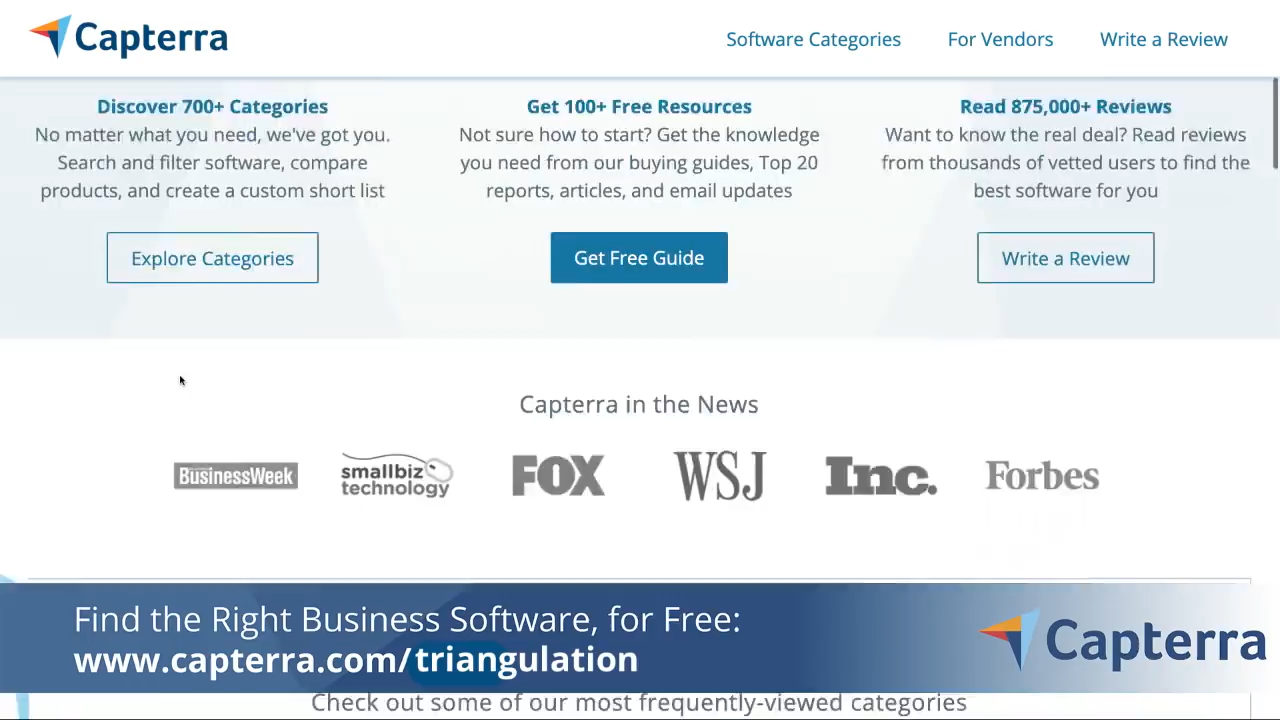 Capterra
Software Categories
For Vendors
Write a Review
Discover 700+ Categories
No matter what you need, we've got you.
Search and filter software, compare
products, and create a custom short list
Explore Categories
Get 100+ Free Resources
Not sure how to start? Get the knowledge
you need from our buying guides, Top 20
reports, articles, and email updates
Get Free Guide
Read 875,000+ Reviews
Want to know the real deal? Read reviews
from thousands of vetted users to find the
best software for you
Write a Review
Capterra in the News
BusinessWeek
smallbiz
technology
FOX
WSJ
Inc.
Forbes
Find the Right Business Software, for Free:
www.capterra.com/triangulation
Capterra
Check out some of our most frequently-viewed categories